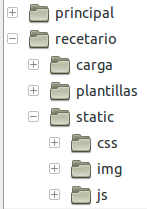 principal
recetario
carga
plantillas
static
css
img
js